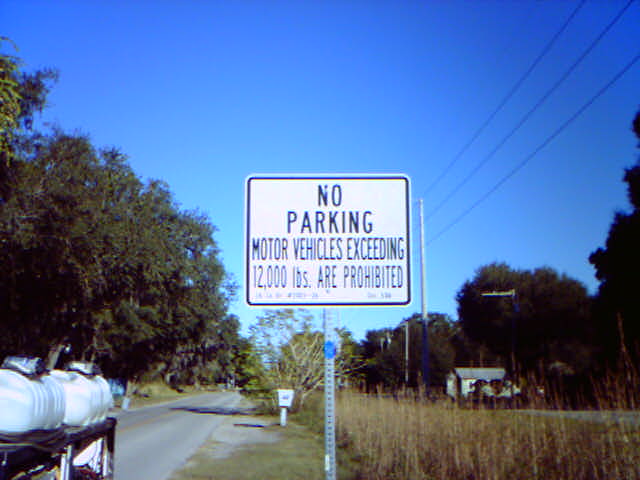 NO
PARKING
MOTOR VEHICLES EXCEEDING
12,000 lbs. ARE PROHIBITED